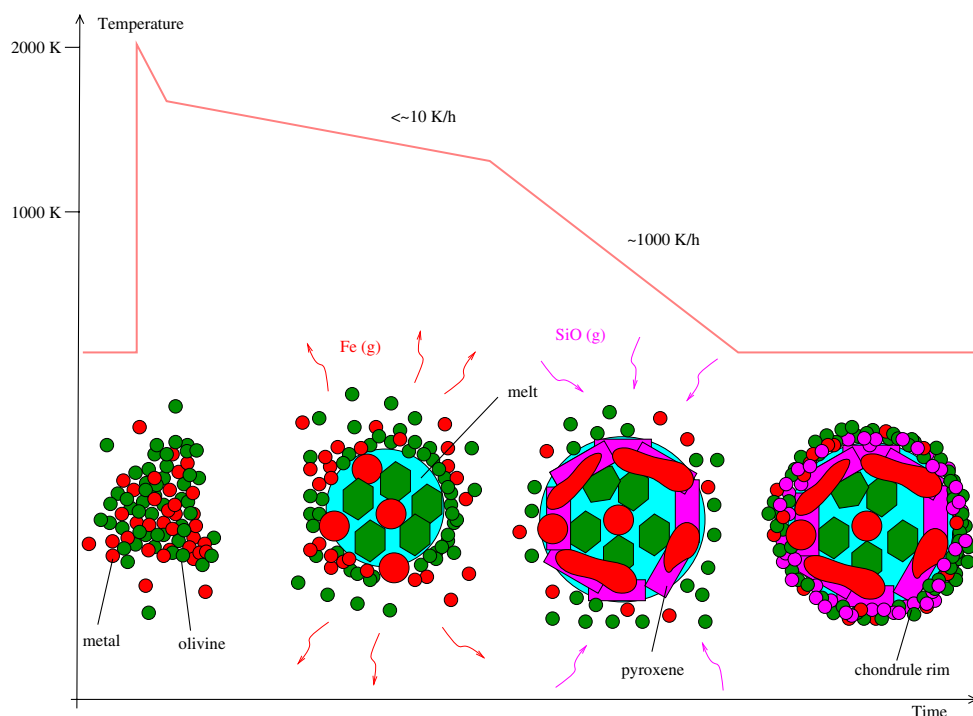 Temperature
2000 K
<~10 K/h
1000 K
~1000 K/h
Fe (g)
SiO (g)
melt
metal
olivine
pyroxene
chondrule rim
Time